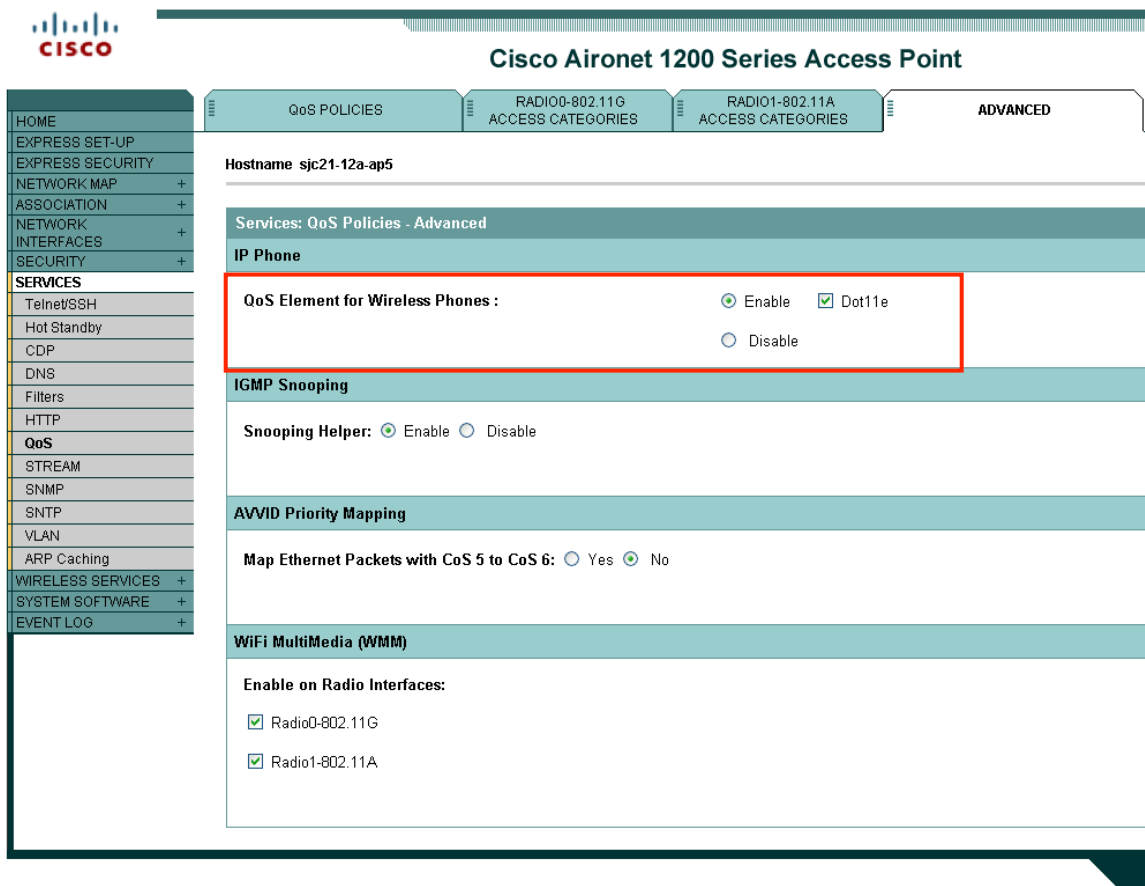 CISCO
Cisco Aironet 1200 Series Access Point
QoS POLICIES
RADIO0-802.11G
ACCESS CATEGORIES
RADIO1-802.11A
ACCESS CATEGORIES
ADVANCED
HOME
EXPRESS SET-UP
EXPRESS SECURITY
NETWORK MAP +
ASSOCIATION +
NETWORK
INTERFACES +
SECURITY +
SERVICES
Telnet/SSH
Hot Standby
CDP
DNS
Filters
HTTP
QoS
STREAM
SNMP
SNTP
VLAN
ARP Caching
WIRELESS SERVICES +
SYSTEM SOFTWARE +
EVENT LOG +
Hostname sjc21-12a-ap5
Services: QoS Policies - Advanced
IP Phone
QoS Element for Wireless Phones : Enable Dot11e
Disable
IGMP Snooping
Snooping Helper: Enable Disable
AVVID Priority Mapping
Map Ethernet Packets with CoS 5 to CoS 6: Yes No
WiFi MultiMedia (WMM)
Enable on Radio Interfaces:
Radio0-802.11G
Radio1-802.11A